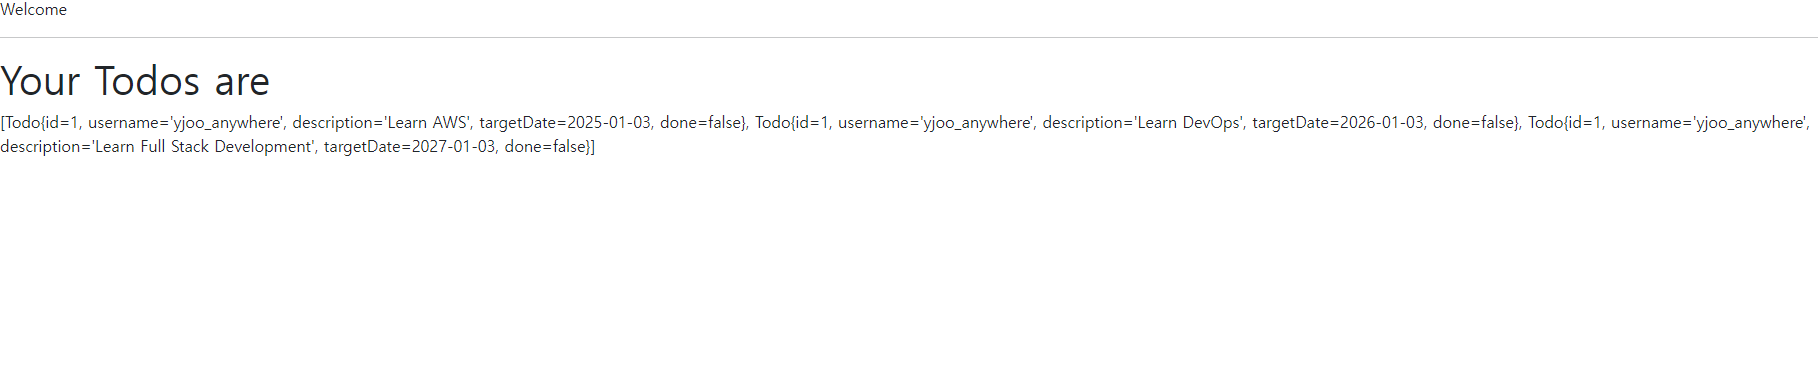 Welcome
Your Todos are
[Todo{id=1, username='yjoo_anywhere', description='Learn AWS', targetDate=2025-01-03, done=false}, Todo{id=1, username='yjoo_anywhere', description='Learn DevOps', targetDate=2026-01-03, done=false}, Todo{id=1, username='yjoo_anywhere',
description='Learn Full Stack Development', targetDate=2027-01-03, done=false}]